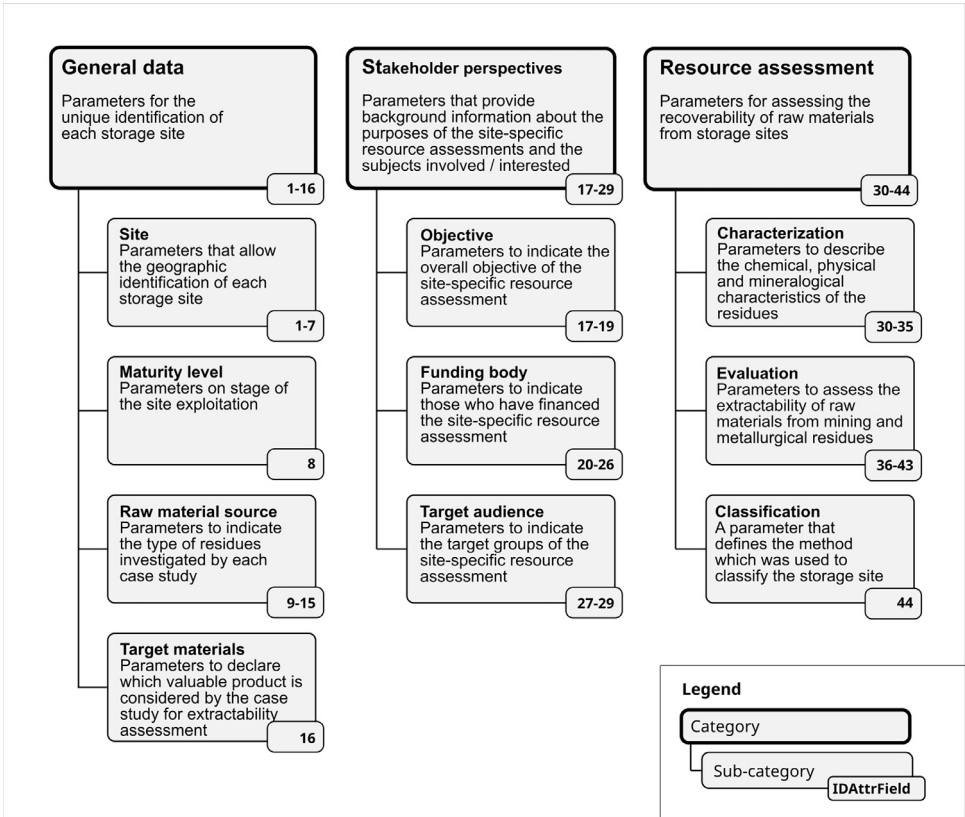 General data
Parameters for the
unique identification of
each storage site
1-16
Site
Parameters that allow
the geographic
identification of each
storage site
1-7
Maturity level
Parameters on stage of
the site exploitation
8
Raw material source
Parameters to indicate
the type of residues
investigated by each
case study
9-15
Target materials
Parameters to declare
which valuable product is
considered by the case
study for extractability
assessment
16
Stakeholder perspectives
Parameters that provide
background information about the
purposes of the site-specific
resource assessments and the
subjects involved / interested
17-29
Objective
Parameters to indicate the
overall objective of the
site-specific resource
assessment
17-19
Funding body
Parameters to indicate
those who have financed
the site-specific resource
assessment
20-26
Target audience
Parameters to indicate
the target groups of the
site-specific resource
assessment
27-29
Resource assessment
Parameters for assessing the
recoverability of raw materials
from storage sites
30-44
Characterization
Parameters to describe
the chemical, physical
and mineralogical
characteristics of the
residues
30-35
Evaluation
Parameters to assess the
extractability of raw
materials from mining and
metallurgical residues
36-43
Classification
A parameter that
defines the method
which was used to
classify the storage site
44
Legend
Category
Sub-category
IDAttrField